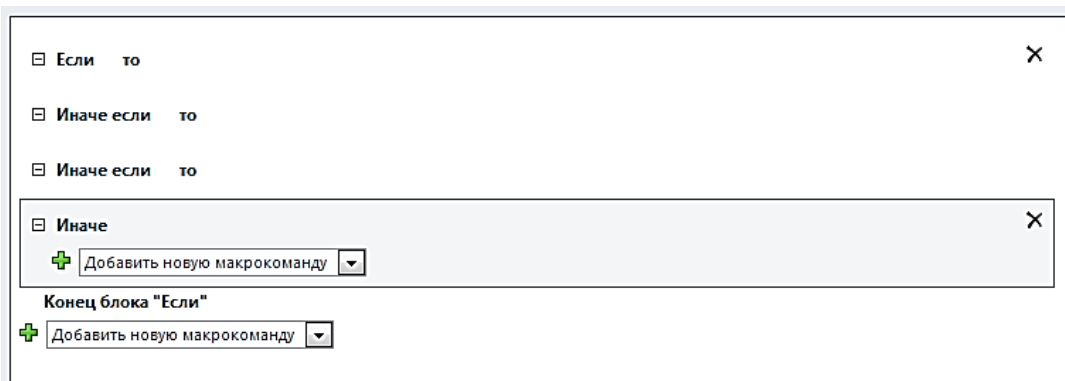 Если то
Иначе если то
Иначе если то
Иначе
Добавить новую макрокоманду
Конец блока "Если"
Добавить новую макрокоманду